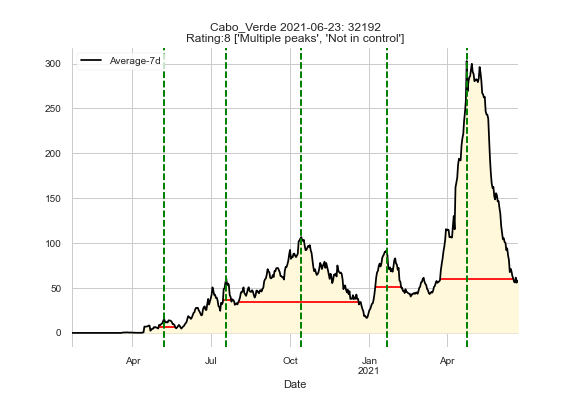 Cabo_Verde 2021-06-23: 32192
Rating:8 ['Multiple peaks', 'Not in control']
Average-7d
300
250
200
150
100
50
0
Apr
Jul
Oct
Jan
2021
Apr
Date